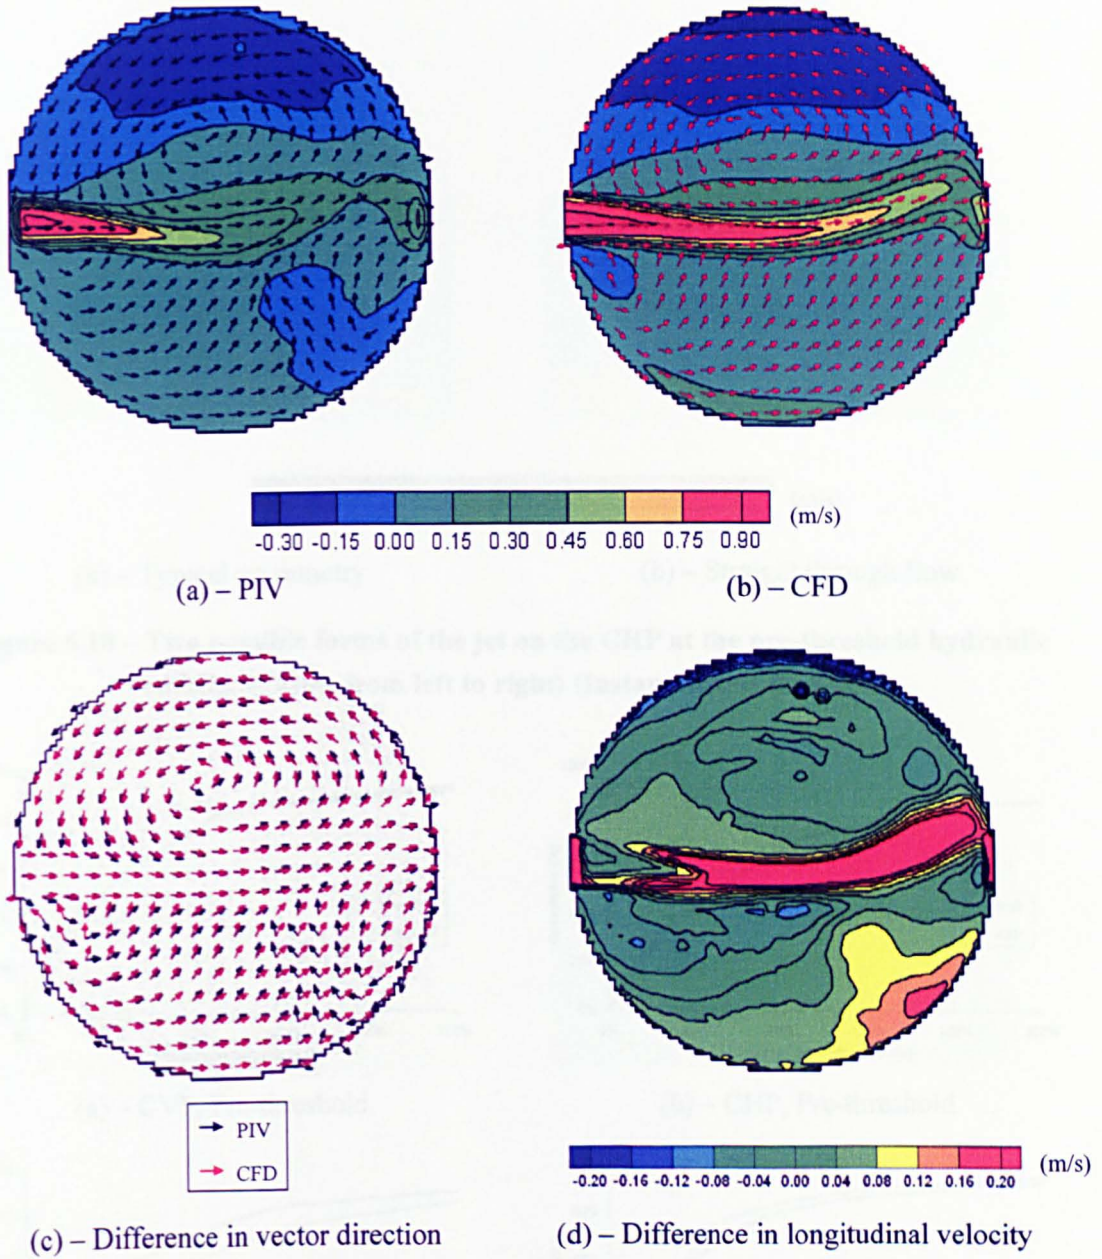 -0.30 -0.15 0.00 0.15 0.30 0.45 0.60 0.75 0.90 (m/s)
(a) – PIV
(b) – CFD
PIV
CFD
-0.20 -0.16 -0.12 -0.08 -0.04 0.00 0.04 0.08 0.12 0.16 0.20 (m/s)
(c) – Difference in vector direction
(d) – Difference in longitudinal velocity